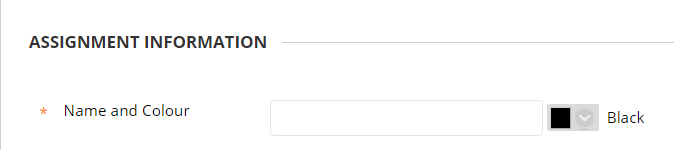 ASSIGNMENT INFORMATION
* Name and Colour Black